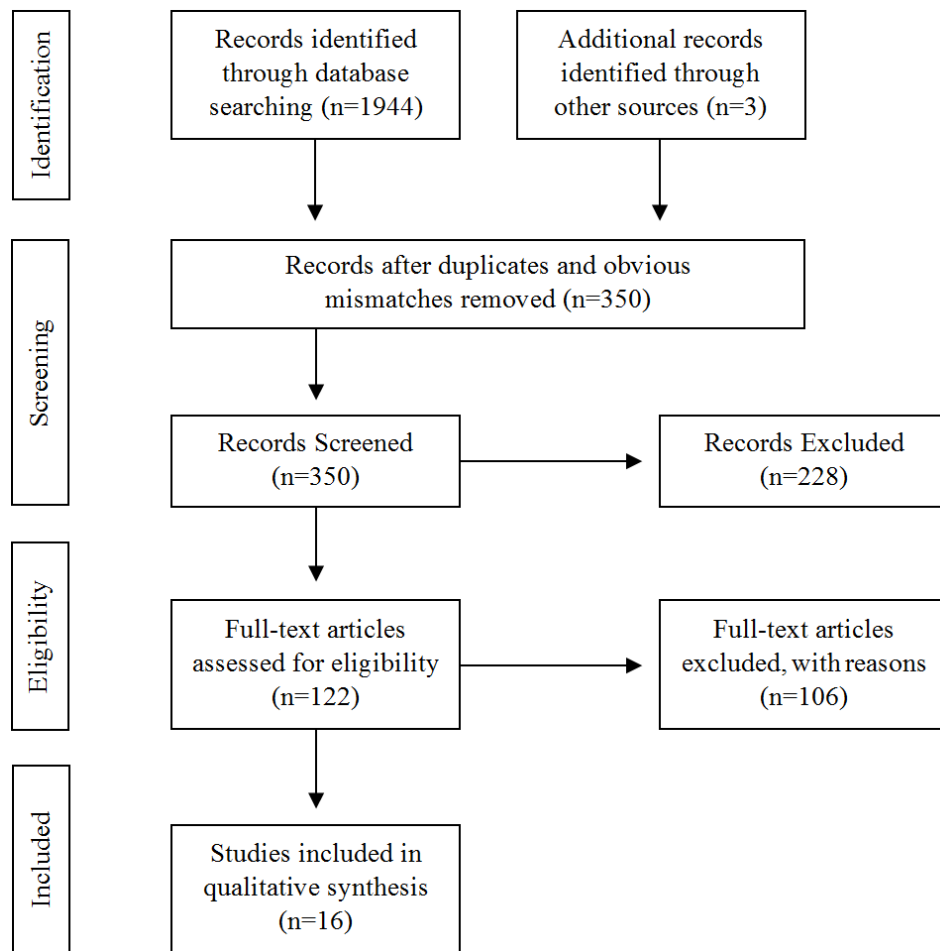 Identification
Records identified
through database
searching (n=1944)
Additional records
identified through
other sources (n=3)
Screening
Records after duplicates and obvious
mismatches removed (n=350)
Records Screened
(n=350)
Records Excluded
(n=228)
Eligibility
Full-text articles
assessed for eligibility
(n=122)
Full-text articles
excluded, with reasons
(n=106)
Included
Studies included in
qualitative synthesis
(n=16)